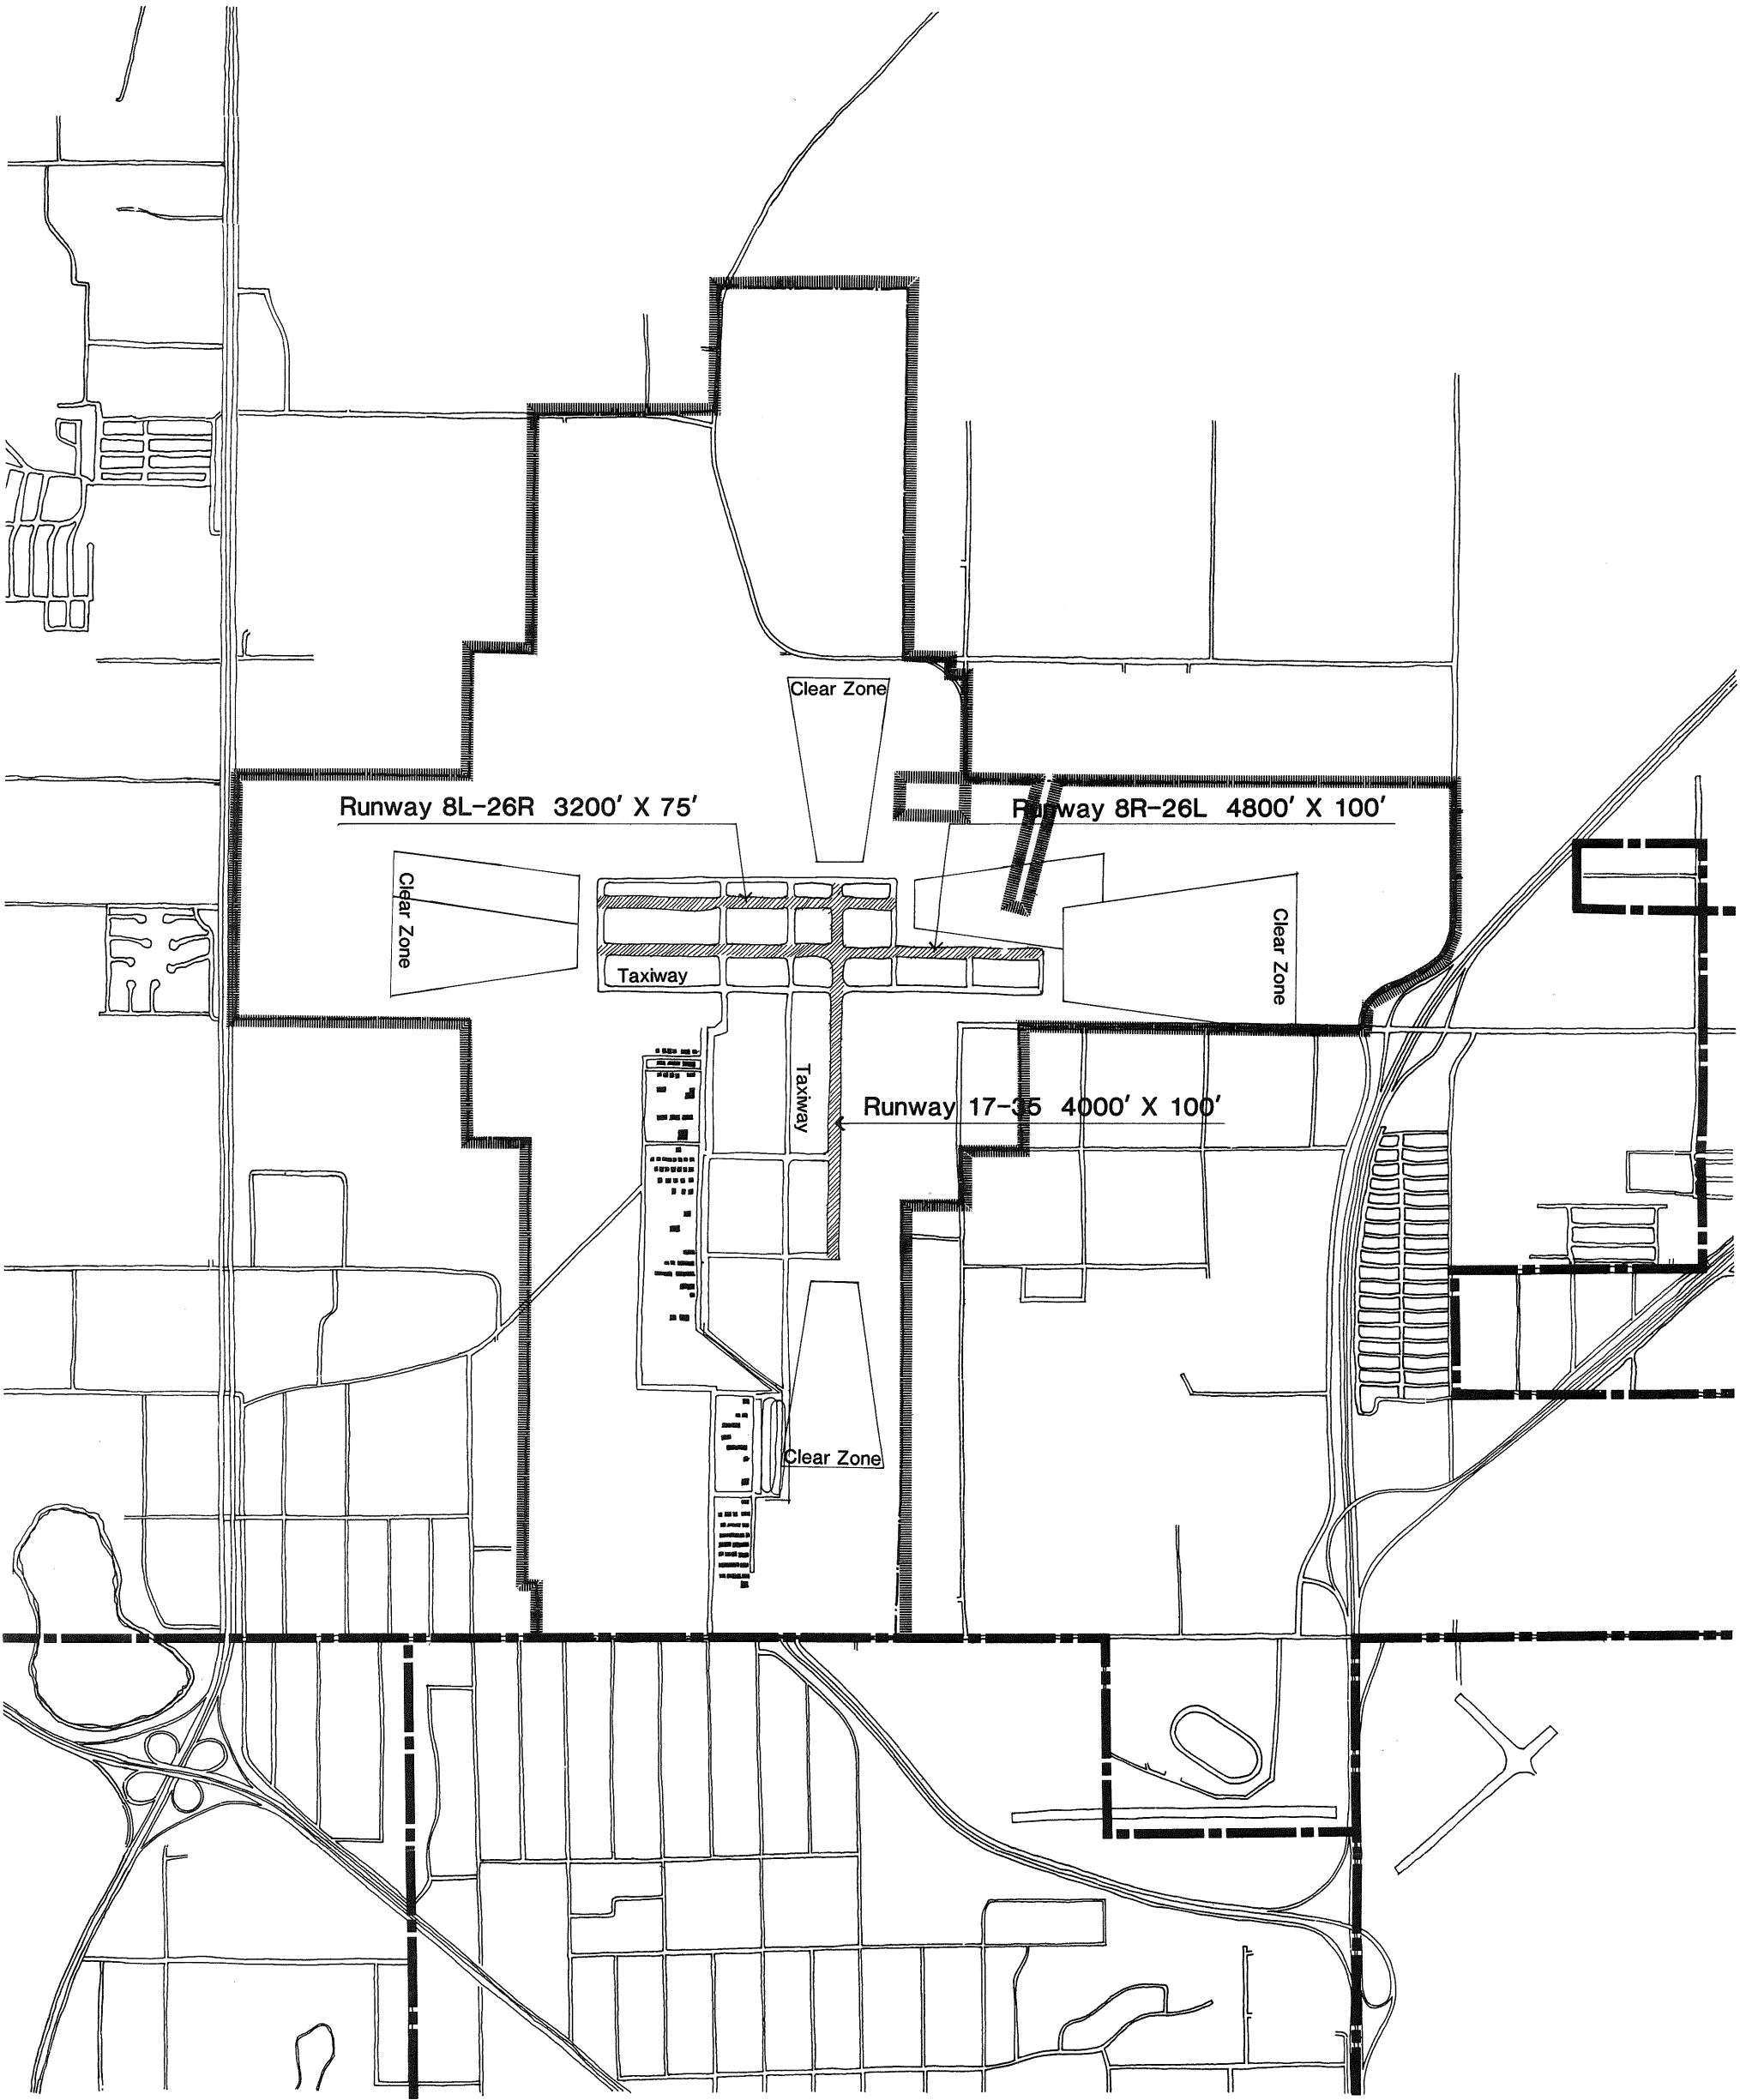 Clear Zone
Runway 8L-26R 3200' X 75'
Runway 8R-26L 4800' X 100'
Clear Zone
Clear Zone
Taxiway
Taxiway
Runway 17-35 4000' X 100'
Clear Zone